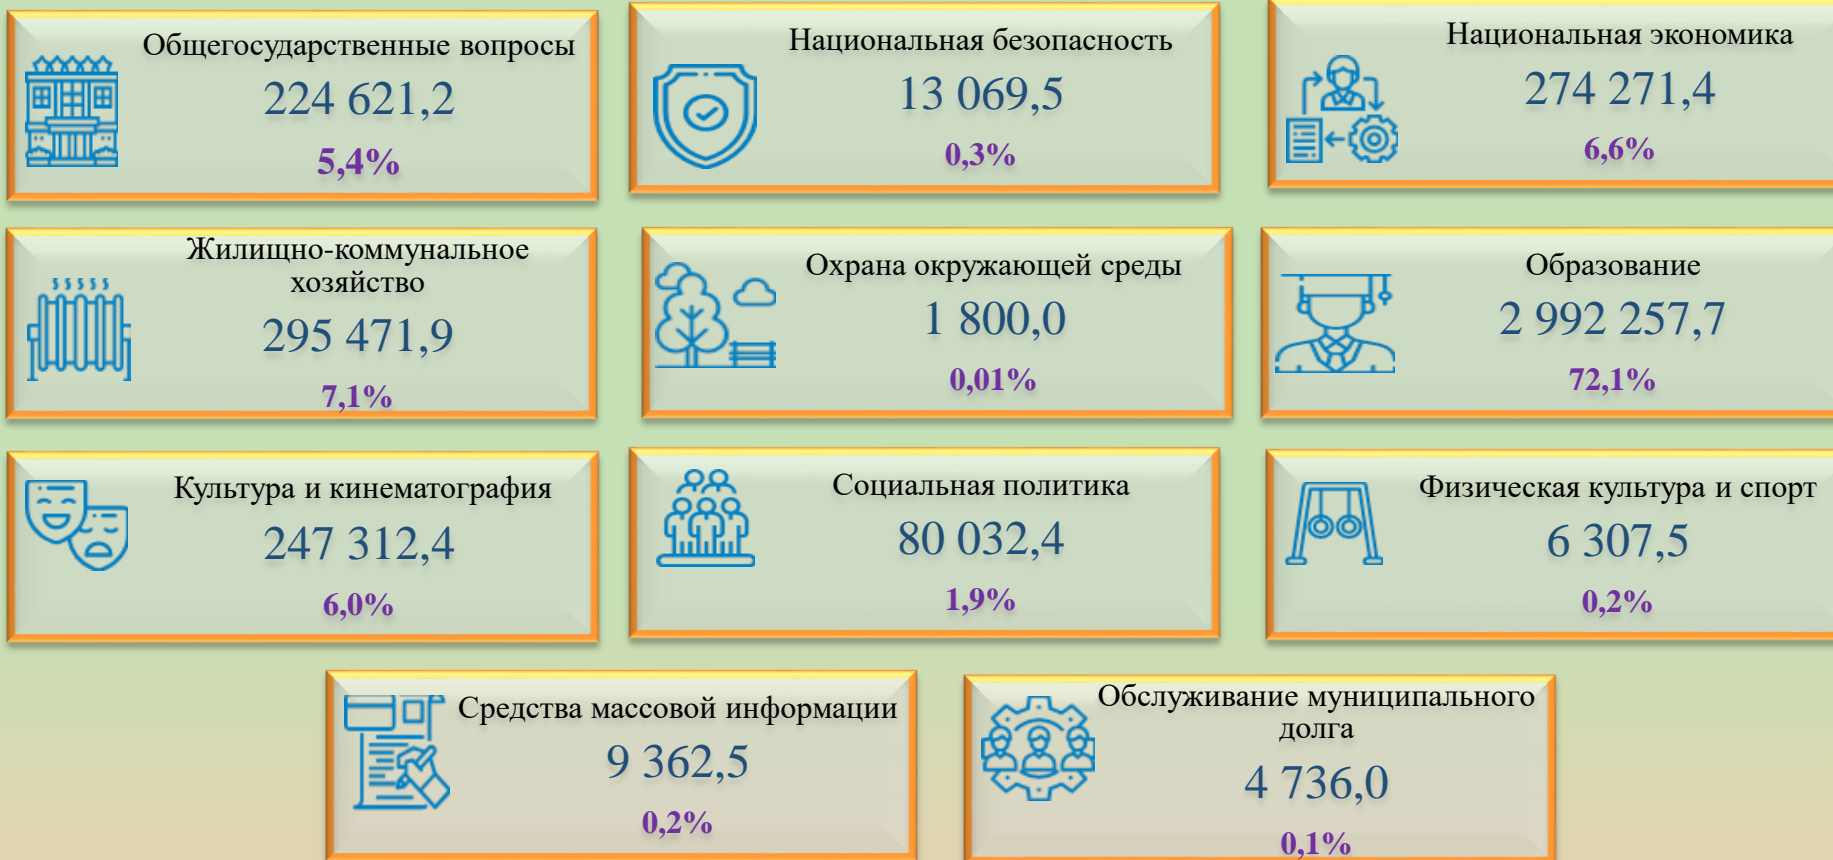 Общегосударственные вопросы
224 621,2
5,4%
Национальная безопасность
13 069,5
0,3%
Национальная экономика
274 271,4
6,6%
Жилищно-коммунальное
хозяйство
295 471,9
7,1%
Охрана окружающей среды
1 800,0
0,01%
Образование
2 992 257,7
72,1%
Культура и кинематография
247 312,4
6,0%
Социальная политика
80 032,4
1,9%
Физическая культура и спорт
6 307,5
0,2%
Средства массовой информации
9 362,5
0,2%
Обслуживание муниципального
долга
4 736,0
0,1%